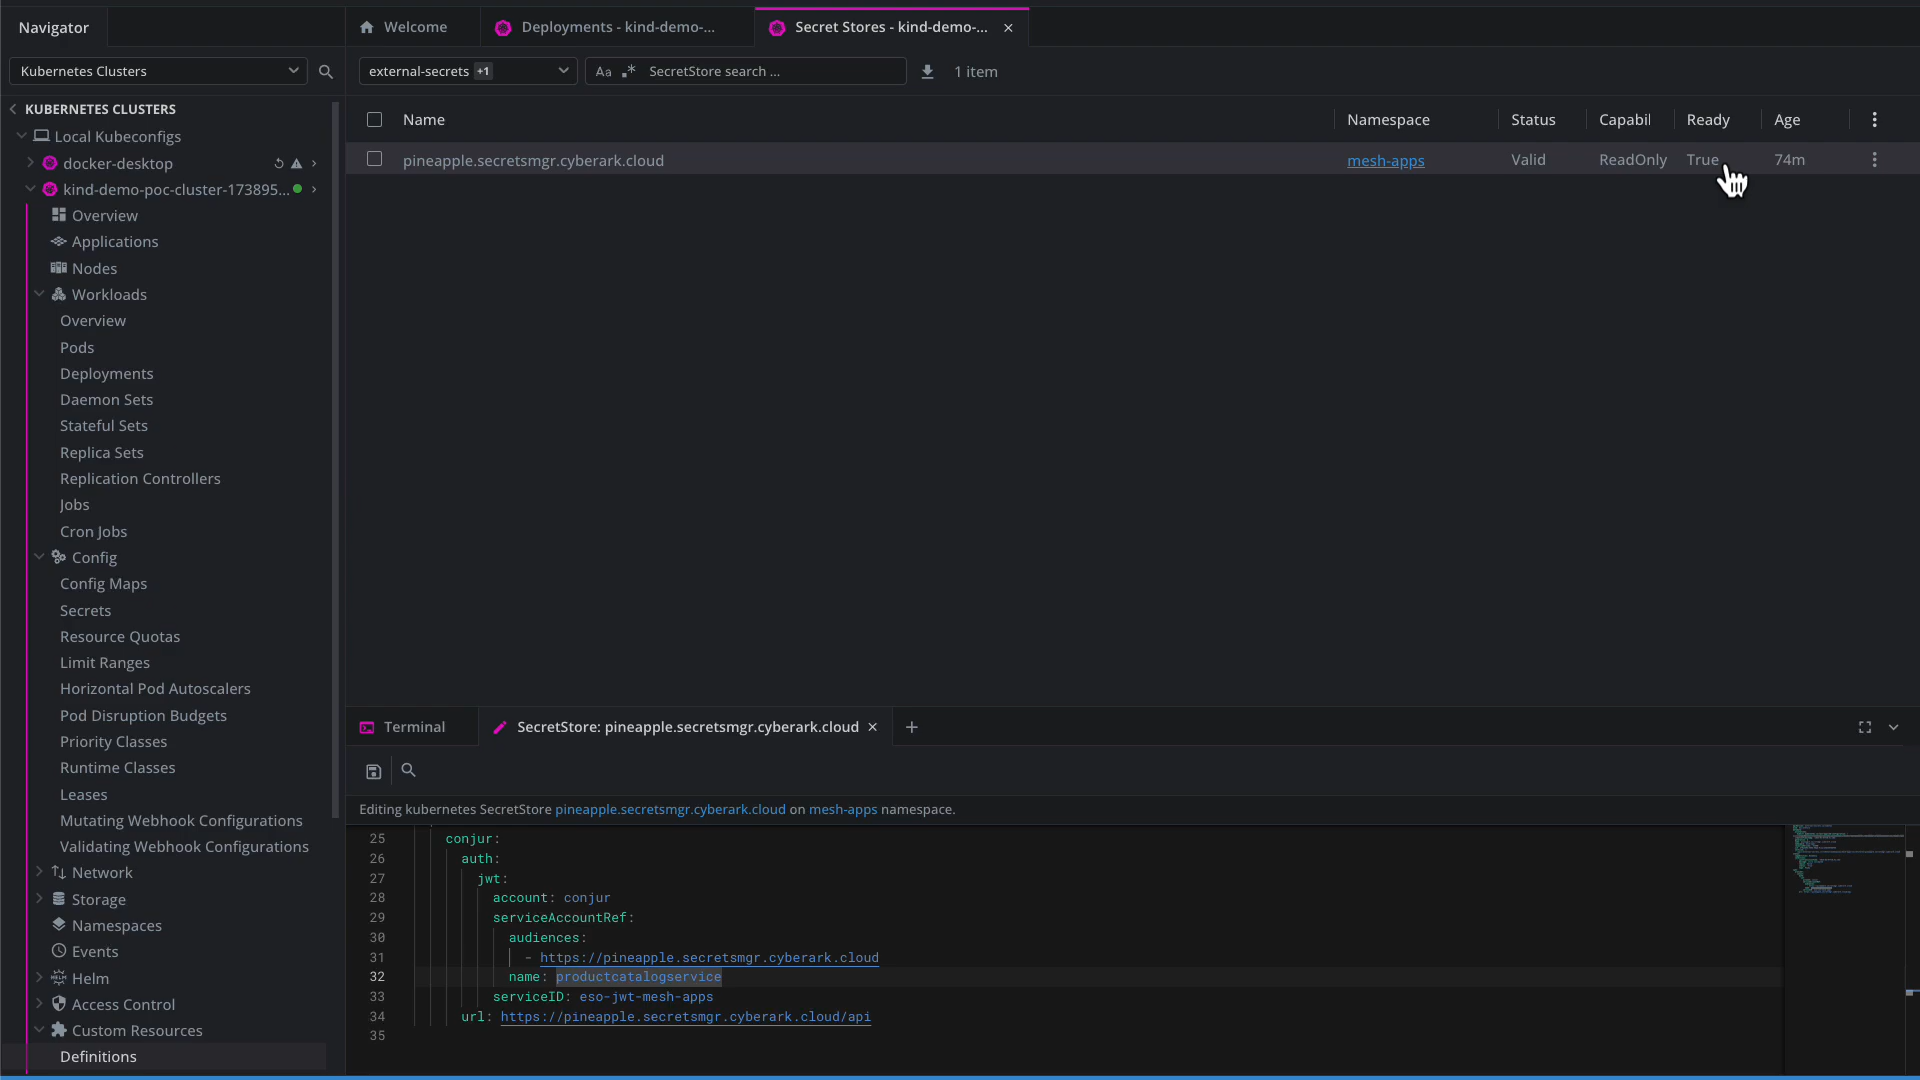 Navigator
Welcome
Deployments - kind-demo-...
Secret Stores - kind-demo-...
Kubernetes Clusters
external-secrets +1
Aa .* SecretStore search ...
1 item
KUBERNETES CLUSTERS
Local Kubeconfigs
docker-desktop
kind-demo-poc-cluster-173895...
Overview
Applications
Nodes
Workloads
Overview
Pods
Deployments
Daemon Sets
Stateful Sets
Replica Sets
Replication Controllers
Jobs
Cron Jobs
Config
Config Maps
Secrets
Resource Quotas
Limit Ranges
Horizontal Pod Autoscalers
Pod Disruption Budgets
Priority Classes
Runtime Classes
Leases
Mutating Webhook Configurations
Validating Webhook Configurations
Network
Storage
Namespaces
Events
Helm
Access Control
Custom Resources
Definitions
Name Namespace Status Capabil Ready Age
pineapple.secretsmgr.cyberark.cloud mesh-apps Valid ReadOnly True 74m
Terminal
SecretStore: pineapple.secretsmgr.cyberark.cloud
Editing kubernetes SecretStore pineapple.secretsmgr.cyberark.cloud on mesh-apps namespace.
25 conjur:
26 auth:
27 jwt:
28 account: conjur
29 serviceAccountRef:
30 audiences:
31 - https://pineapple.secretsmgr.cyberark.cloud
32 name: productcatalogservice
33 serviceID: eso-jwt-mesh-apps
34 url: https://pineapple.secretsmgr.cyberark.cloud/api
35